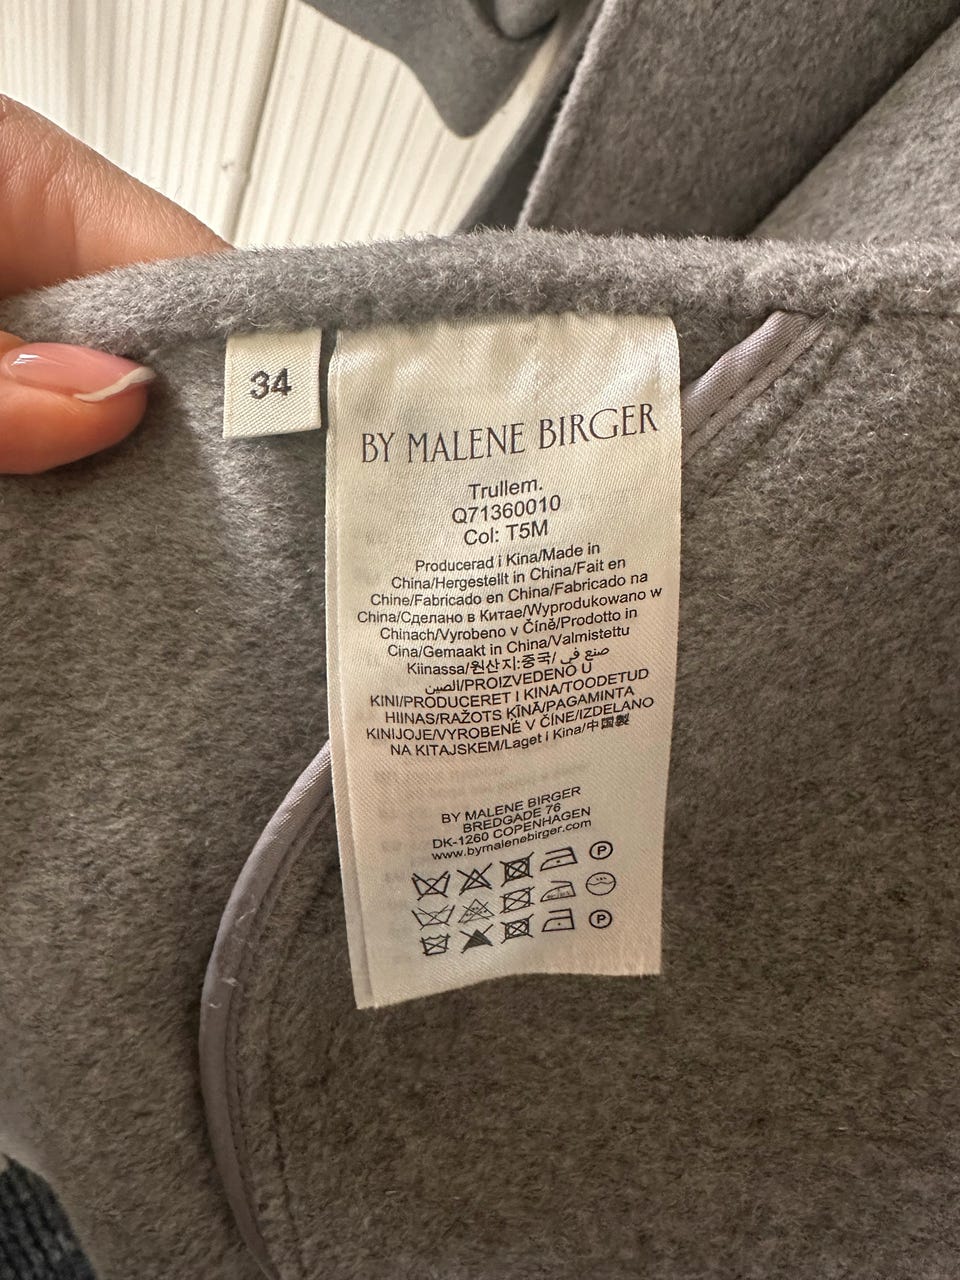 34
BY MALENE BIRGER
Trullem.
Q71360010
Col: T5M
Producerad i Kina/Made in
China/Hergestellt in China/Fait en
Chine/Fabricado en China/Fabricado na
China/Сделано в Китае/Wyprodukowano w
Chinach/Vyrobeno v Číně/Prodotto in
Cina/Gemaakt in China/Valmistettu
Kiinassa/원산지:중국/ صنع في
الصين/PROIZVEDENO U
KINI/PRODUCERET I KINA/TOODETUD
HIINAS/RAŽOTS ĶĪNĀ/PAGAMINTA
KINIJOJE/VYROBENÉ V ČÍNE/IZDELANO
NA KITAJSKEM/Laget i Kina/中国製
BY MALENE BIRGER
BREDGADE 76
DK-1260 COPENHAGEN
www.bymalenebirger.com
P
P